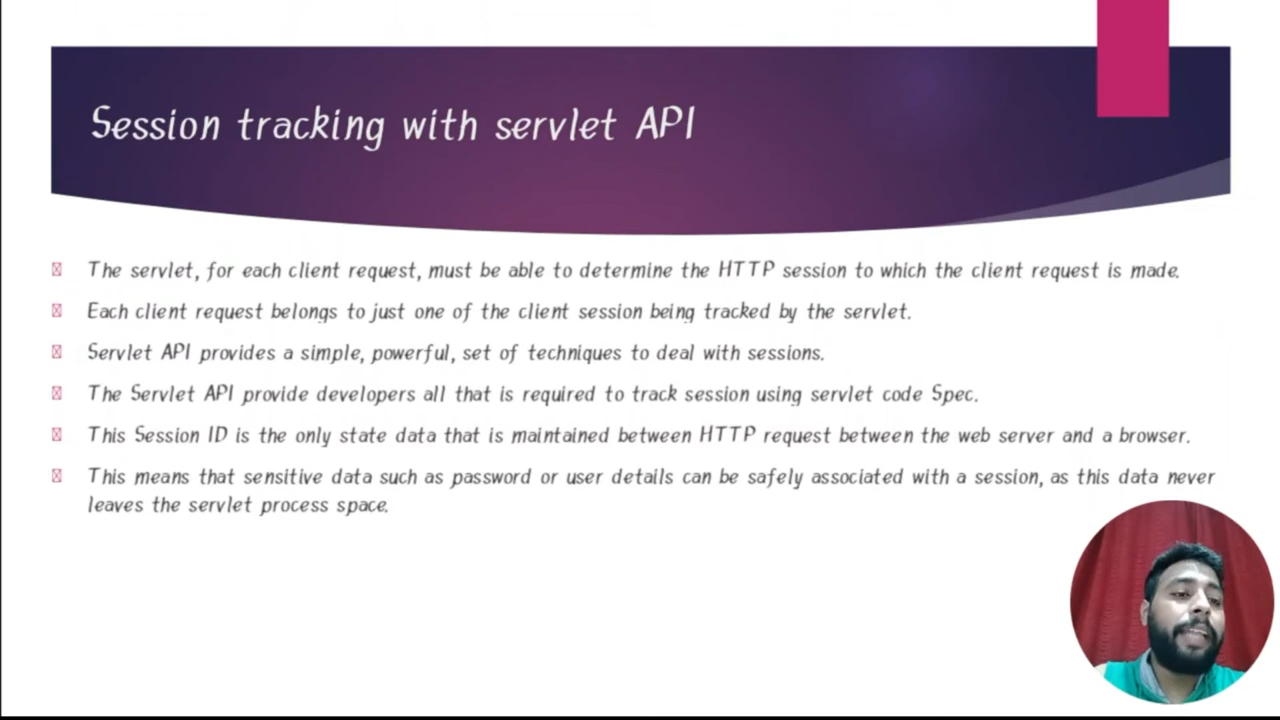 Session tracking with servlet API
The servlet, for each client request, must be able to determine the HTTP session to which the client request is made.
Each client request belongs to just one of the client session being tracked by the servlet.
Servlet API provides a simple, powerful, set of techniques to deal with sessions.
The Servlet API provide developers all that is required to track session using servlet code Spec.
This Session ID is the only state data that is maintained between HTTP request between the web server and a browser.
This means that sensitive data such as password or user details can be safely associated with a session, as this data never
leaves the servlet process space.